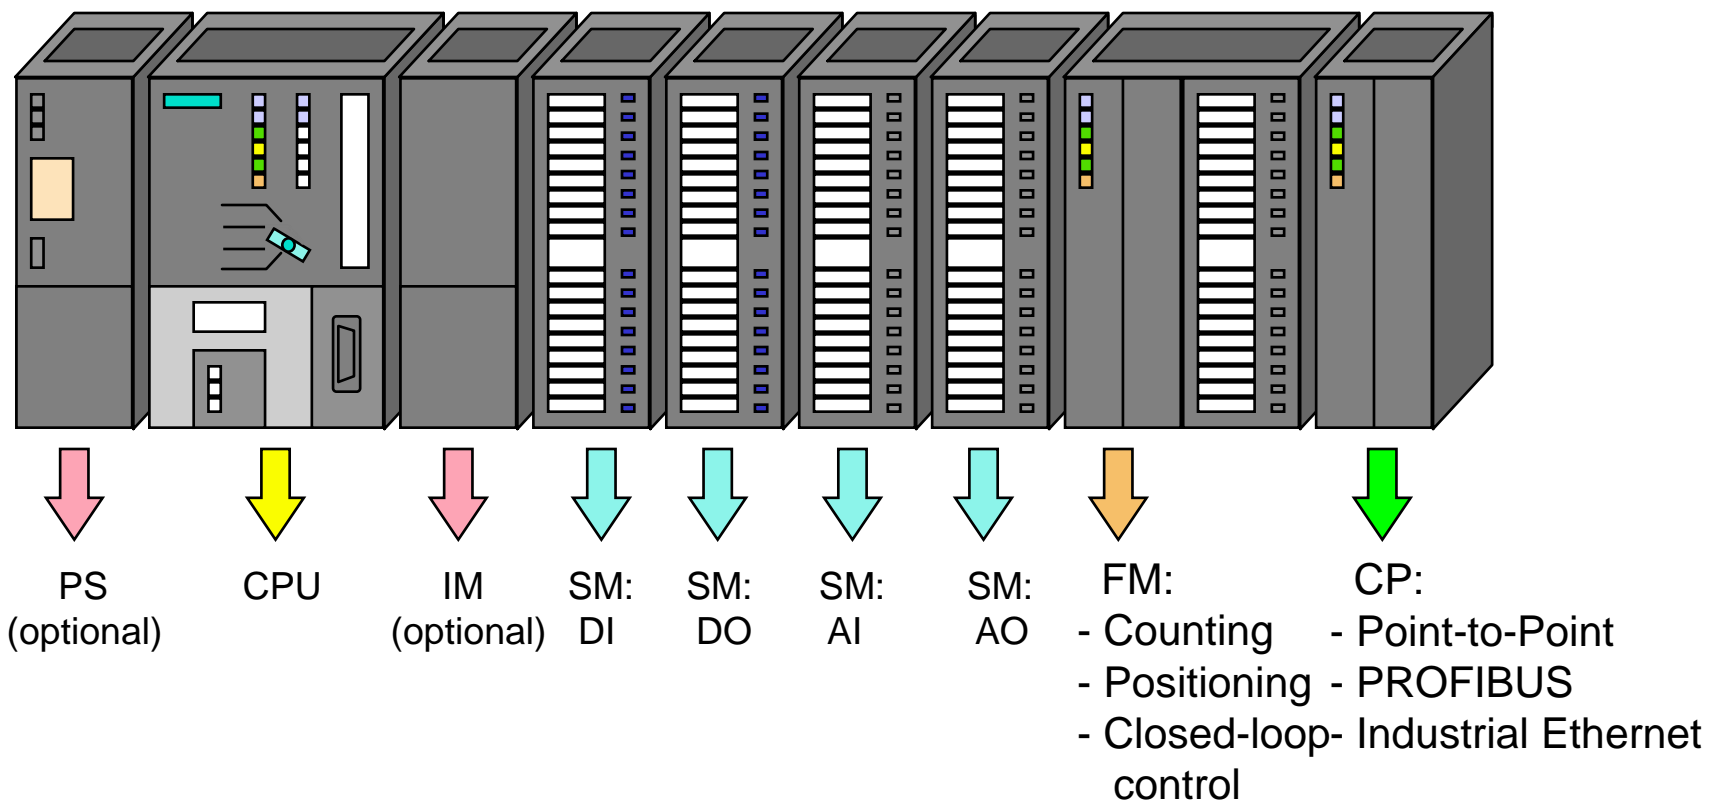 PS
(optional)
CPU
IM
(optional)
SM:
DI
SM:
DO
SM:
AI
SM:
AO
FM:
- Counting
- Positioning
- Closed-loop
control
CP:
- Point-to-Point
- PROFIBUS
- Industrial Ethernet